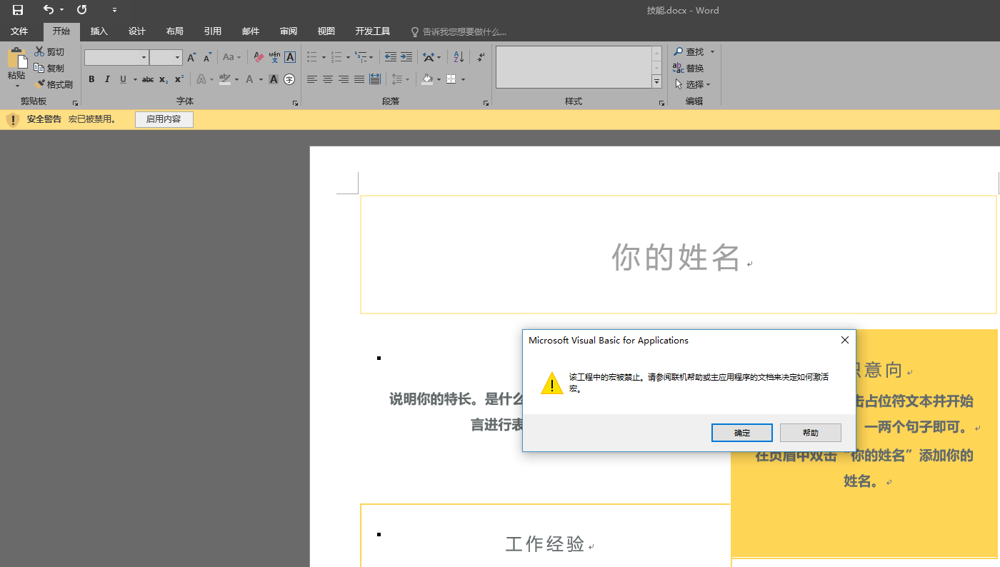 技能.docx - Word
文件 开始 插入 设计 布局 引用 邮件 审阅 视图 开发工具 告诉我您想要做什么...
粘贴 剪切 复制 格式刷
Aa wén 文 A
B I U abc x₂ x² A ab A A 字
查找 替换 选择
剪贴板 字体 段落 样式 编辑
安全警告 宏已被禁用。 启用内容
你的姓名
Microsoft Visual Basic for Applications
该工程中的宏被禁止。请参阅联机帮助或主应用程序的文档来决定如何激活
宏。
确定 帮助
说明你的特长。是什么
言进行表
意向
击占位符文本并开始
一两个句子即可。
在页眉中双击“你的姓名”添加你的
姓名。
工作经验